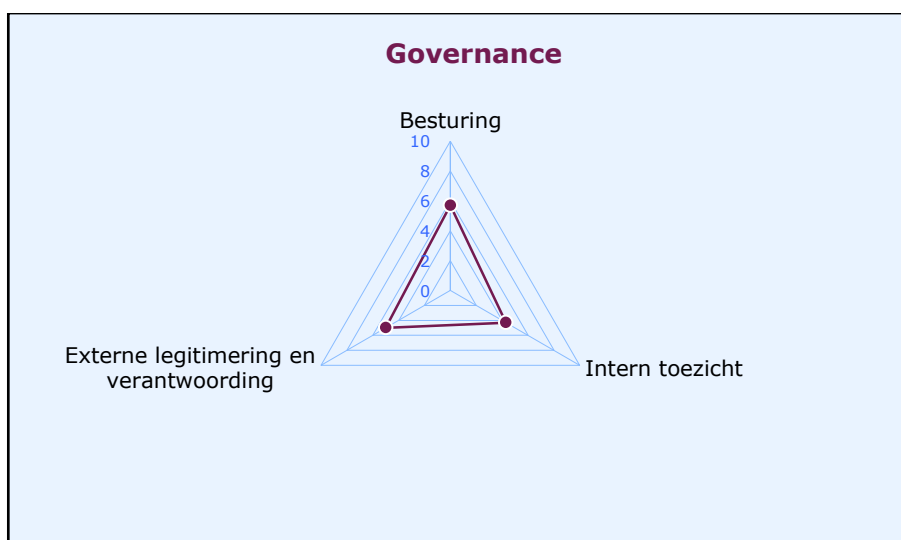 Governance
Besturing
10
8
6
4
2
0
Externe legitimering en
verantwoording
Intern toezicht